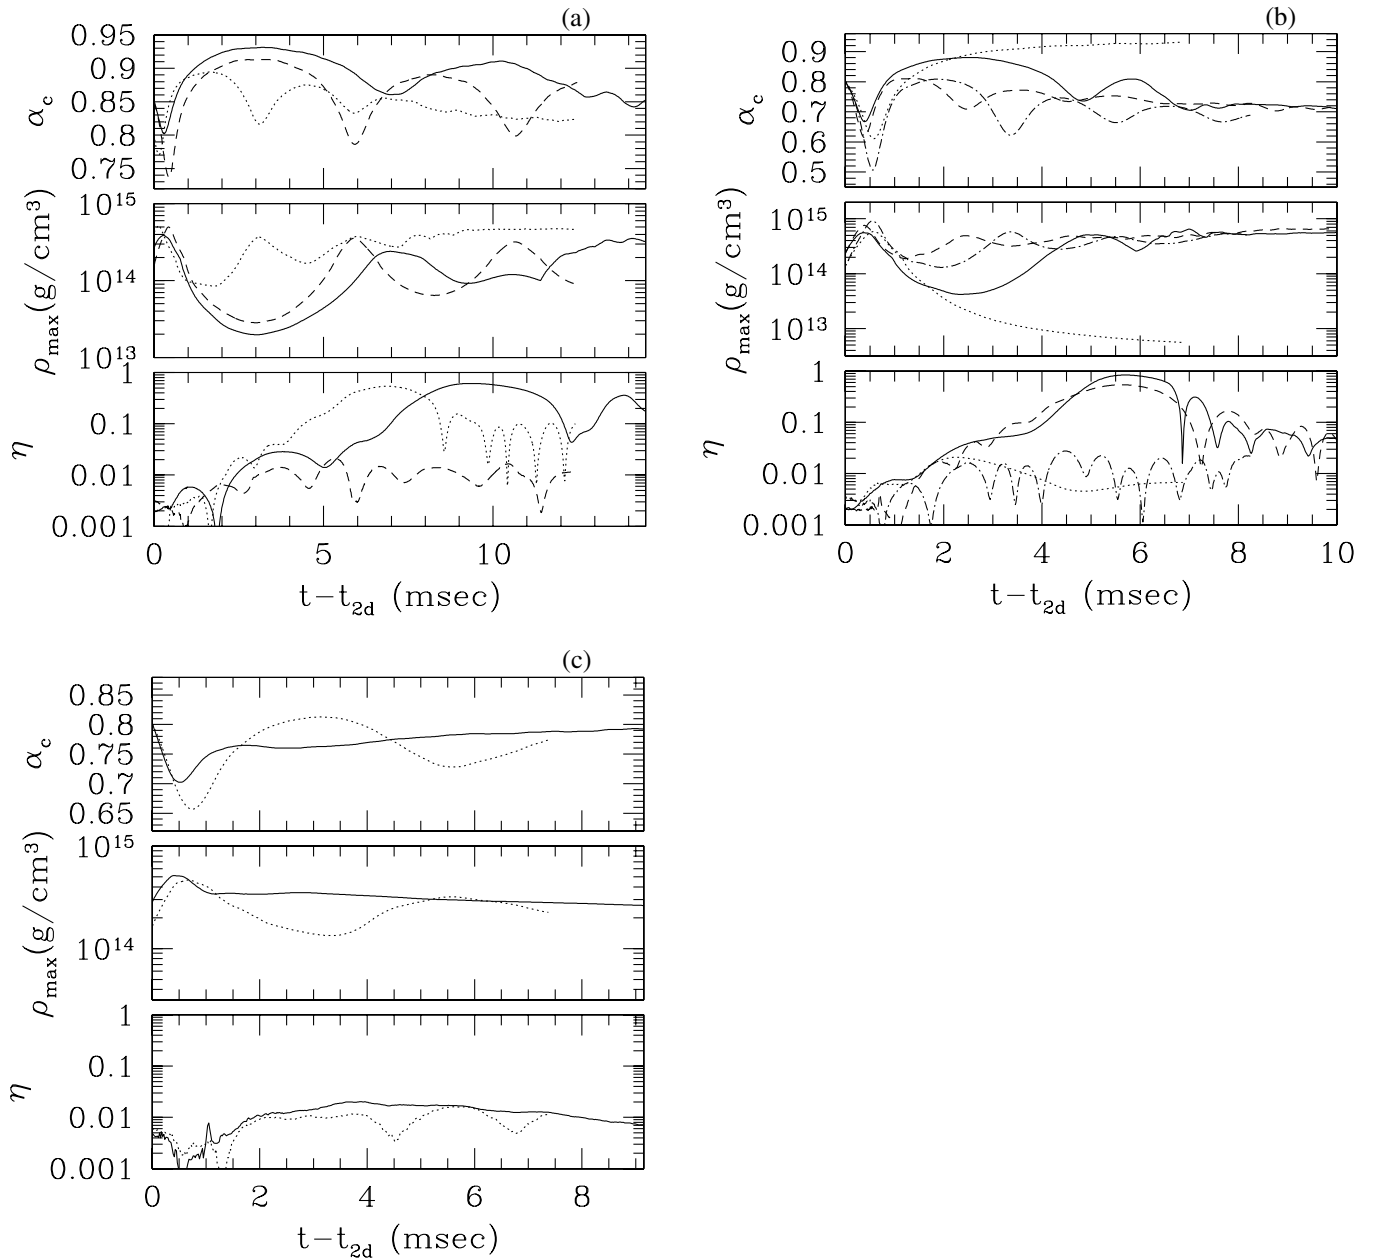 (a)
0.95
0.9
0.85
0.8
0.75
α_c
10^15
10^14
10^13
ρ_max(g/cm^3)
1
0.1
0.01
0.001
η
0 5 10
t−t_2d (msec)
(b)
0.9
0.8
0.7
0.6
0.5
α_c
10^15
10^14
10^13
ρ_max(g/cm^3)
1
0.1
0.01
0.001
η
0 2 4 6 8 10
t−t_2d (msec)
(c)
0.85
0.8
0.75
0.7
0.65
α_c
10^15
10^14
ρ_max(g/cm^3)
1
0.1
0.01
0.001
η
0 2 4 6 8
t−t_2d (msec)